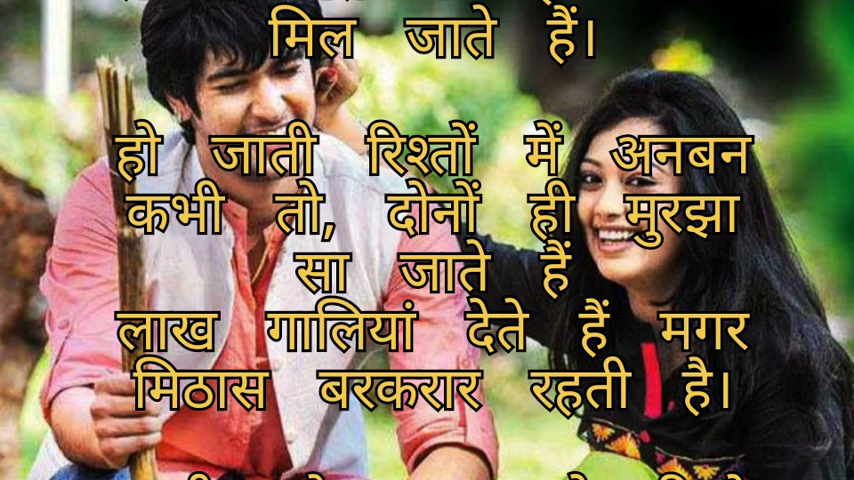 मिल जाते हैं।
हो जाती रिश्तों में अनबन
कभी तो, दोनों ही मुरझा
सा जाते हैं
लाख गालियां देते हैं मगर
मिठास बरकरार रहती है।